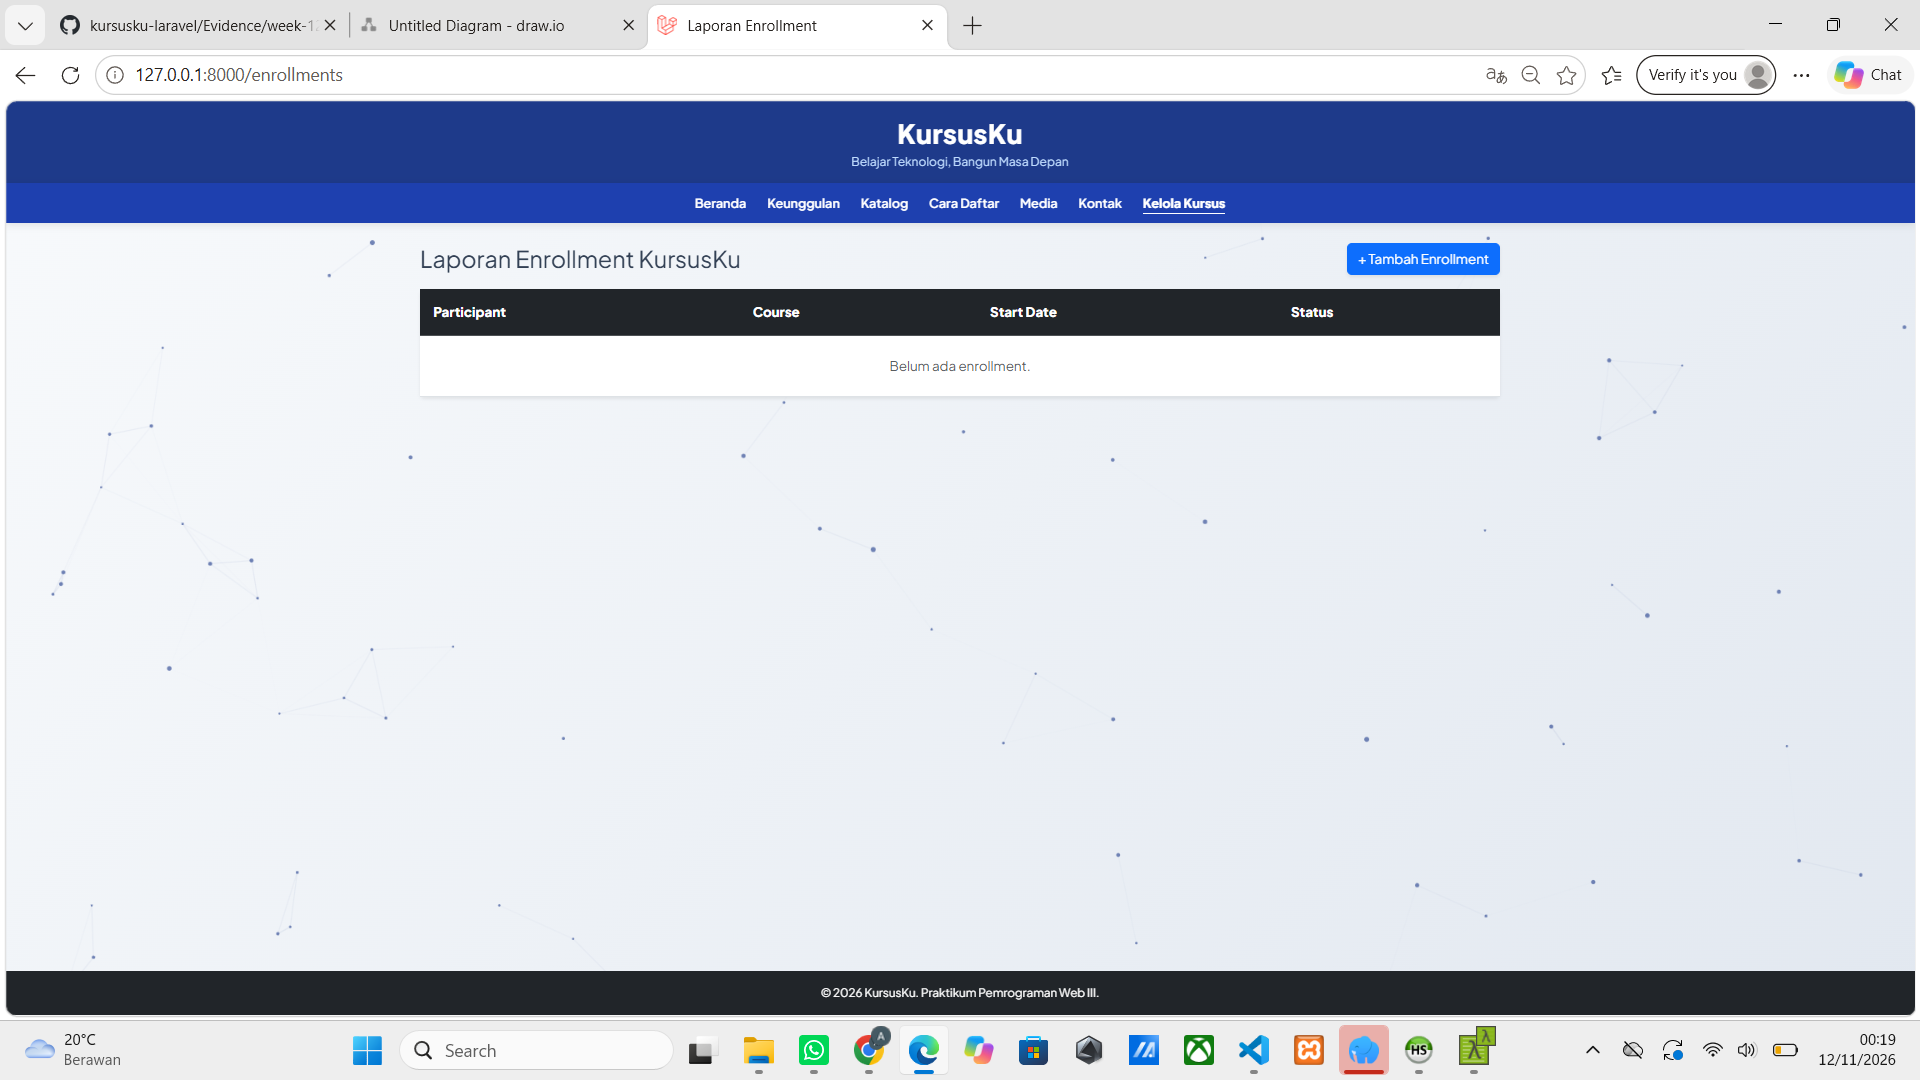 kursusku-laravel/Evidence/week-1
Untitled Diagram - draw.io
Laporan Enrollment
127.0.0.1:8000/enrollments
Verify it's you
Chat
KursusKu
Belajar Teknologi, Bangun Masa Depan
Beranda Keunggulan Katalog Cara Daftar Media Kontak Kelola Kursus
Laporan Enrollment KursusKu
+ Tambah Enrollment
Participant Course Start Date Status
Belum ada enrollment.
© 2026 KursusKu. Praktikum Pemrograman Web III.
20°C
Berawan
Search
A
HS
λ
λ
00:19
12/11/2026